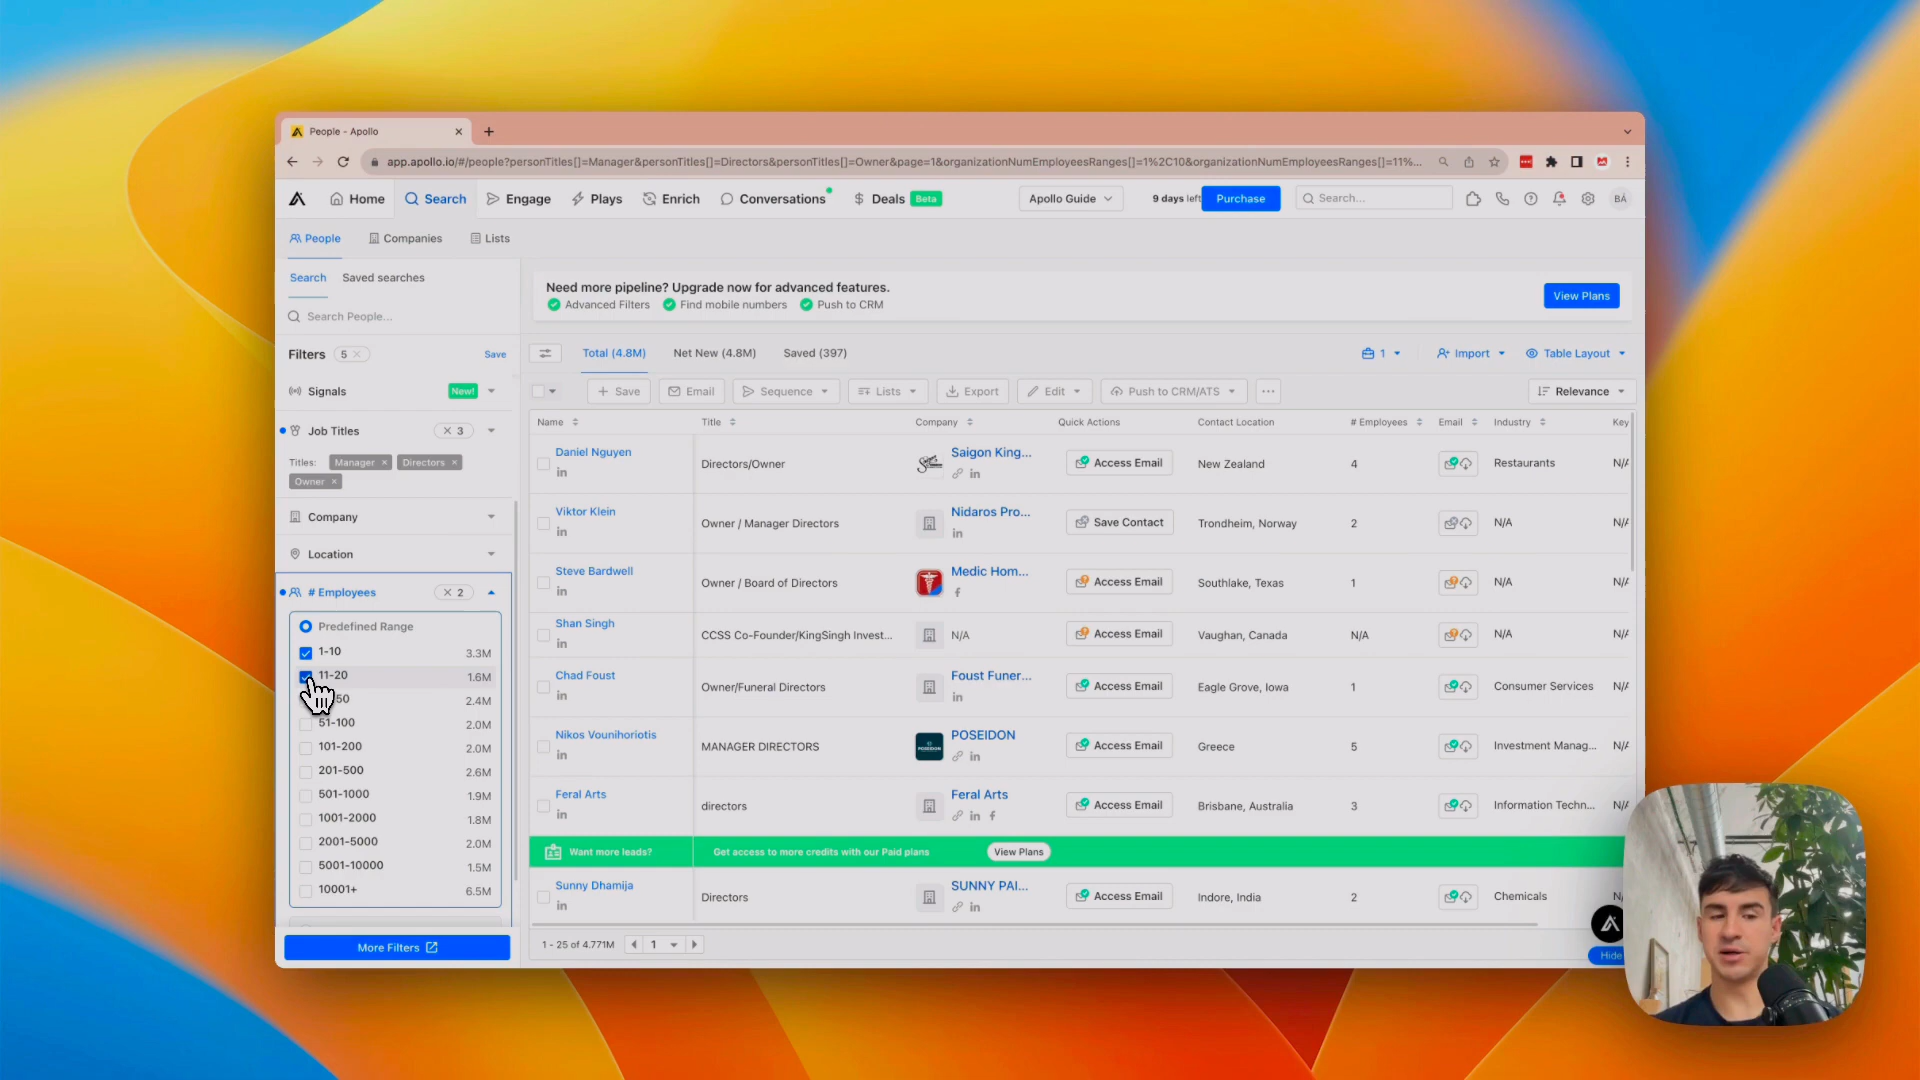 People - Apollo
app.apollo.io/#/people?personTitles[]=Manager&personTitles[]=Directors&personTitles[]=Owner&page=1&organizationNumEmployeesRanges[]=1%2C10&organizationNumEmployeesRanges[]=11%...
Home Search Engage Plays Enrich Conversations $ Deals Beta Apollo Guide 9 days left Purchase Search... BÁ
People Companies Lists
Search Saved searches
Search People...
Filters 5 Save
Signals New!
Job Titles 3
Titles: Manager Directors
Owner
Company
Location
# Employees 2
Predefined Range
1-10 3.3M
11-20 1.6M
50 2.4M
51-100 2.0M
101-200 2.0M
201-500 2.6M
501-1000 1.9M
1001-2000 1.8M
2001-5000 2.0M
5001-10000 1.5M
10001+ 6.5M
More Filters
Need more pipeline? Upgrade now for advanced features.
Advanced Filters Find mobile numbers Push to CRM
View Plans
Total (4.8M) Net New (4.8M) Saved (397) 1 Import Table Layout
+ Save Email Sequence Lists Export Edit Push to CRM/ATS ... Relevance
Name Title Company Quick Actions Contact Location # Employees Email Industry Key
Daniel Nguyen Directors/Owner Saigon King... Access Email New Zealand 4 Restaurants N/A
Viktor Klein Owner / Manager Directors Nidaros Pro... Save Contact Trondheim, Norway 2 N/A N/A
Steve Bardwell Owner / Board of Directors Medic Hom... Access Email Southlake, Texas 1 N/A N/A
Shan Singh CCSS Co-Founder/KingSingh Invest... N/A Access Email Vaughan, Canada N/A N/A N/A
Chad Foust Owner/Funeral Directors Foust Funer... Access Email Eagle Grove, Iowa 1 Consumer Services N/A
Nikos Vounihoriotis MANAGER DIRECTORS POSEIDON POSEIDON Access Email Greece 5 Investment Manag... N/A
Feral Arts directors Feral Arts Access Email Brisbane, Australia 3 Information Techn... N/A
Want more leads? Get access to more credits with our Paid plans View Plans
Sunny Dhamija Directors SUNNY PAI... Access Email Indore, India 2 Chemicals
1 - 25 of 4.771M 1
Hide